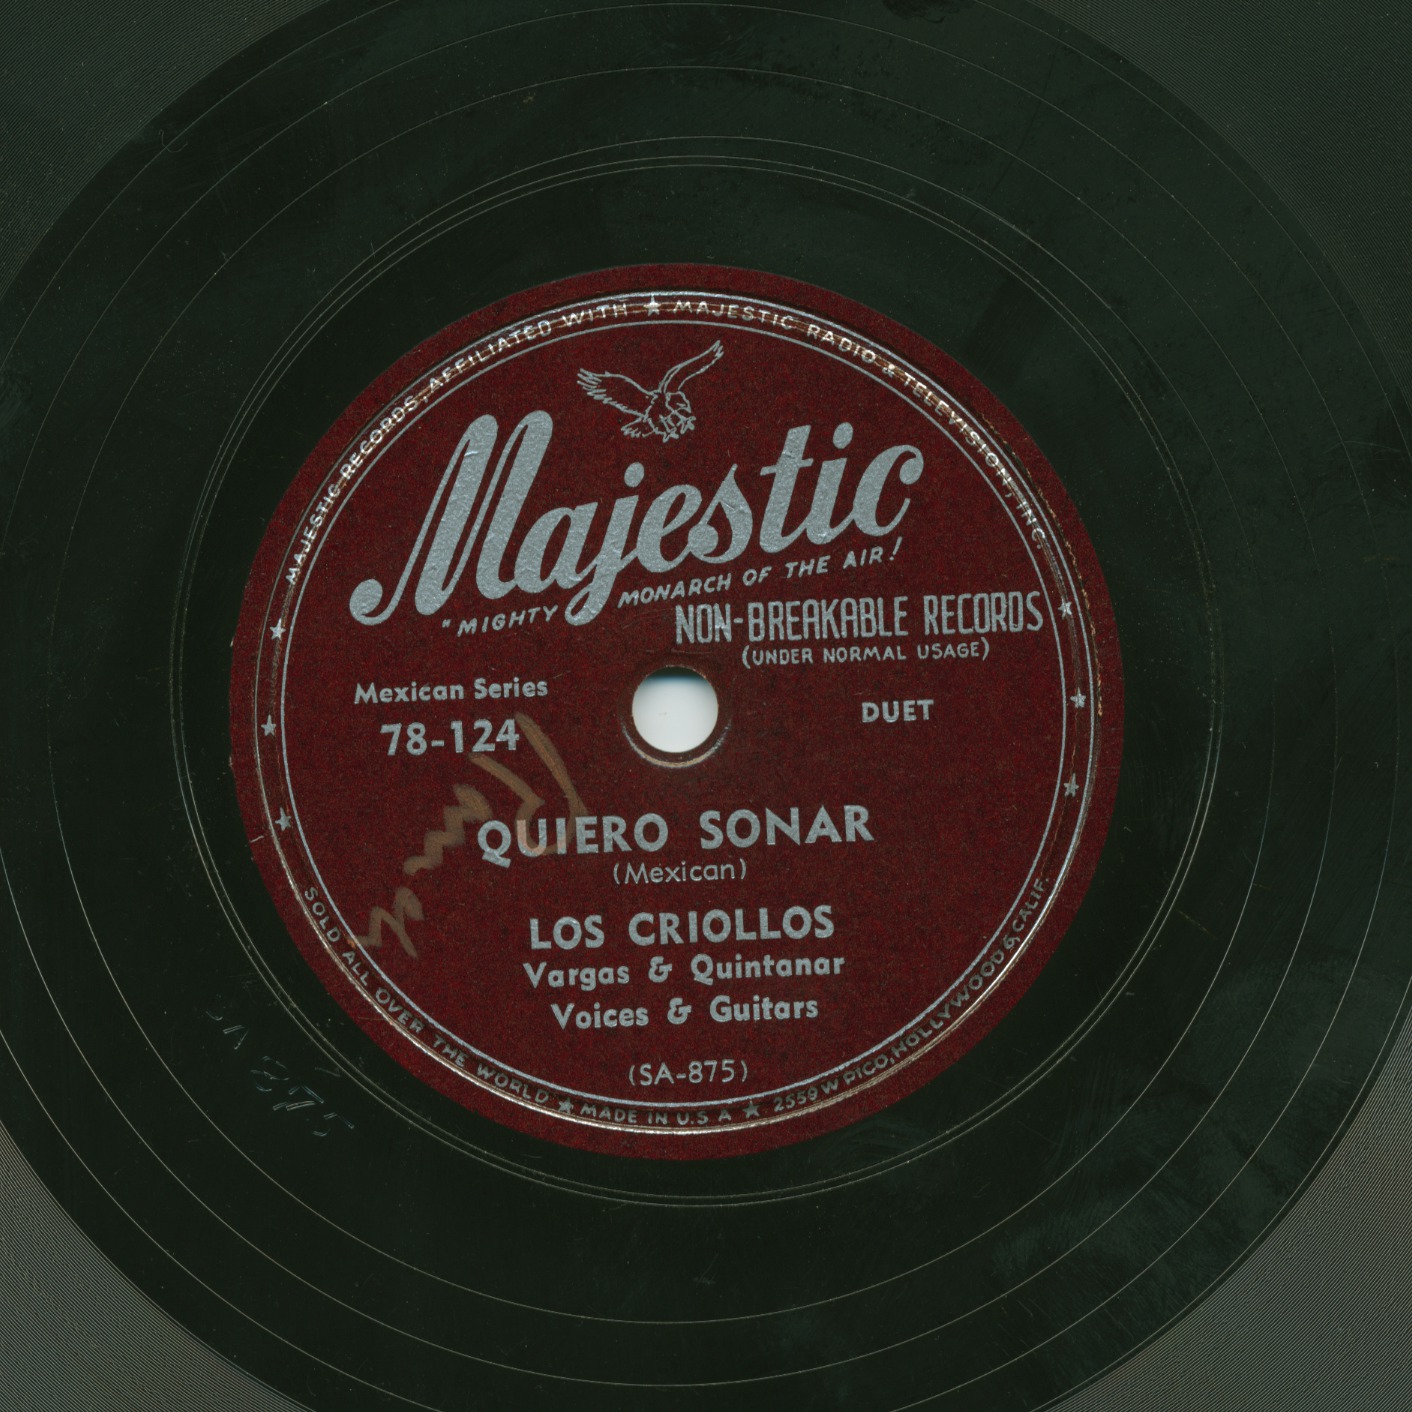 MAJESTIC RECORDS, AFFILIATED WITH ★ MAJESTIC RADIO & TELEVISION, INC
Majestic
"MIGHTY MONARCH OF THE AIR!
NON-BREAKABLE RECORDS
(UNDER NORMAL USAGE)
Mexican Series
78-124
DUET
QUIERO SONAR
(Mexican)
LOS CRIOLLOS
Vargas & Quintanar
Voices & Guitars
(SA-875)
SOLD ALL OVER THE WORLD ★ MADE IN U.S.A ★ 2559 W PICO, HOLLYWOOD 6, CALIF.
SA 875